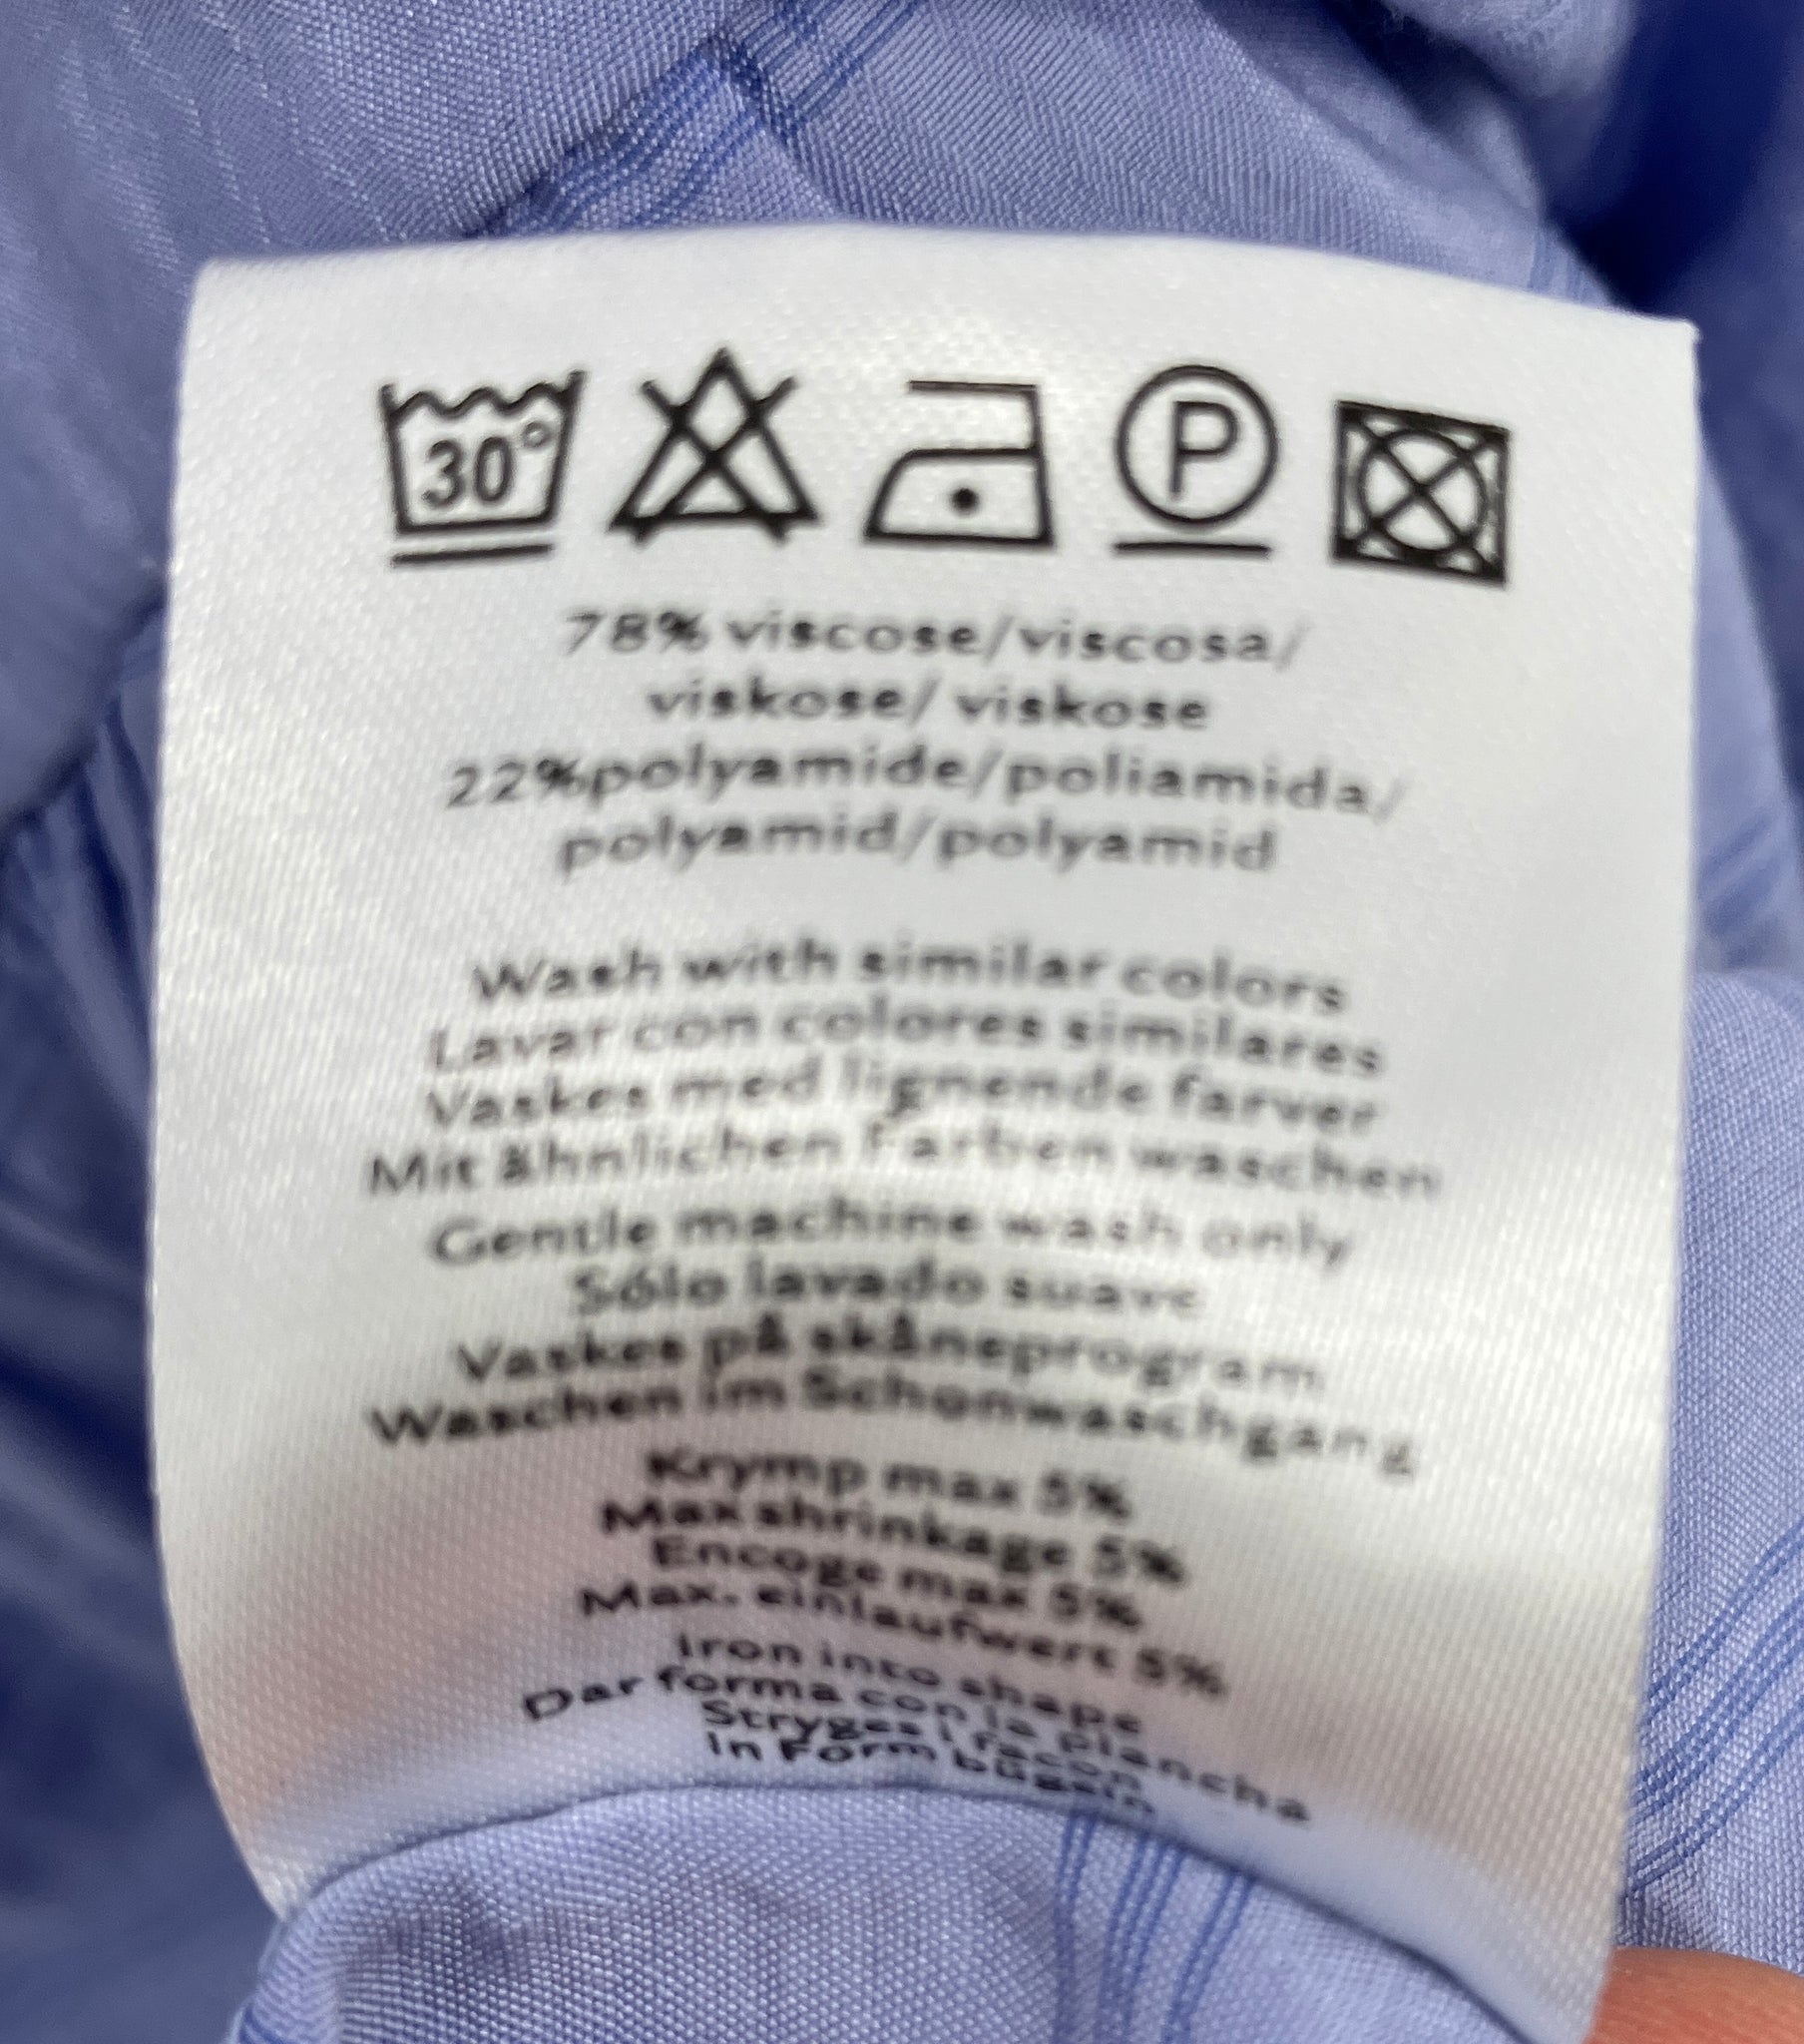 30°
P
78% viscose/viscosa/
viskose/ viskose
22%polyamide/poliamida/
polyamid/polyamid
Wash with similar colors
Lavar con colores similares
Vaskes med lignende farver
Mit ähnlichen Farben waschen
Gentle machine wash only
Sólo lavado suave
Vaskes på skåneprogram
Waschen im Schonwaschgang
Krymp max 5%
Max shrinkage 5%
Encoge max 5%
Max. einlaufwert 5%
Iron into shape
Dar forma con la plancha
Stryges i facon
In Form bügeln